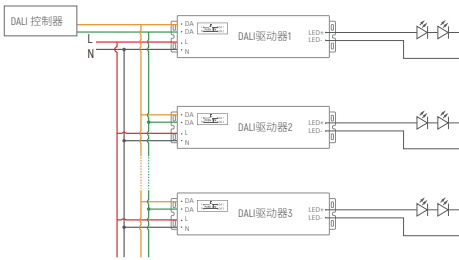 DALI 控制器
L
N
DA
DA
L
N
DALI驱动器1
LED+
LED-
DA
DA
L
N
DALI驱动器2
LED+
LED-
DA
DA
L
N
DALI驱动器3
LED+
LED-